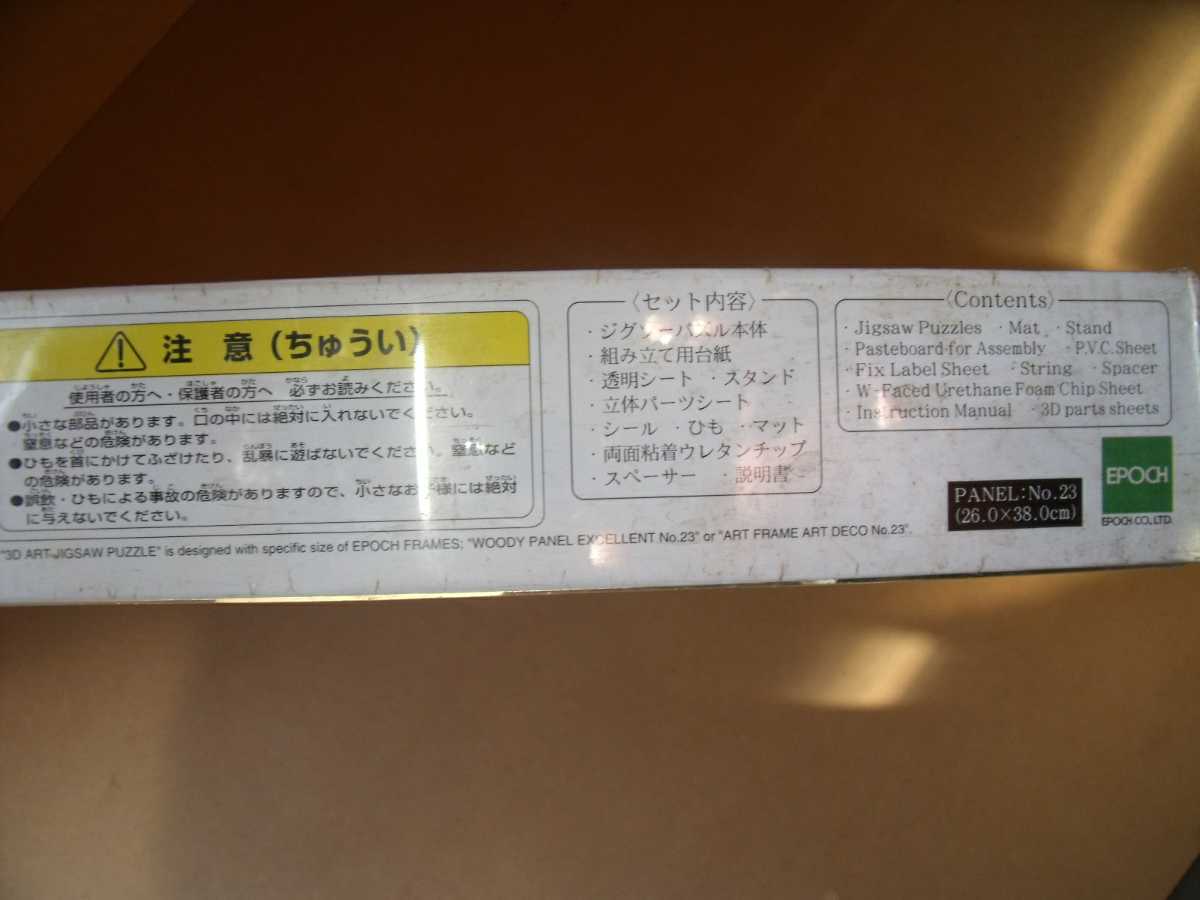 注 意 (ちゅうい)
使用者の方へ・保護者の方へ 必ずお読みください。
●小さな部品があります。口の中には絶対に入れないでください。
窒息などの危険があります。
●ひもを首にかけてふざけたり、乱暴に遊ばないでください。窒息など
の危険があります。
●誤飲・ひもによる事故の危険がありますので、小さなお子様には絶対
に与えないでください。
〈セット内容〉
・ジグソーパズル本体
・組み立て用台紙
・透明シート ・スタンド
・立体パーツシート
・シール ・ひも ・マット
・両面粘着ウレタンチップ
・スペーサー ・説明書
〈Contents〉
・Jigsaw Puzzles ・Mat ・Stand
・Pasteboard for Assembly ・P.V.C. Sheet
・Fix Label Sheet ・String ・Spacer
・W-Faced Urethane Foam Chip Sheet
・Instruction Manual ・3D parts sheets
PANEL:No.23
(26.0×38.0cm)
EPOCH
EPOCH CO., LTD.
"3D ART JIGSAW PUZZLE" is designed with specific size of EPOCH FRAMES; "WOODY PANEL EXCELLENT No.23" or "ART FRAME ART DECO No.23".